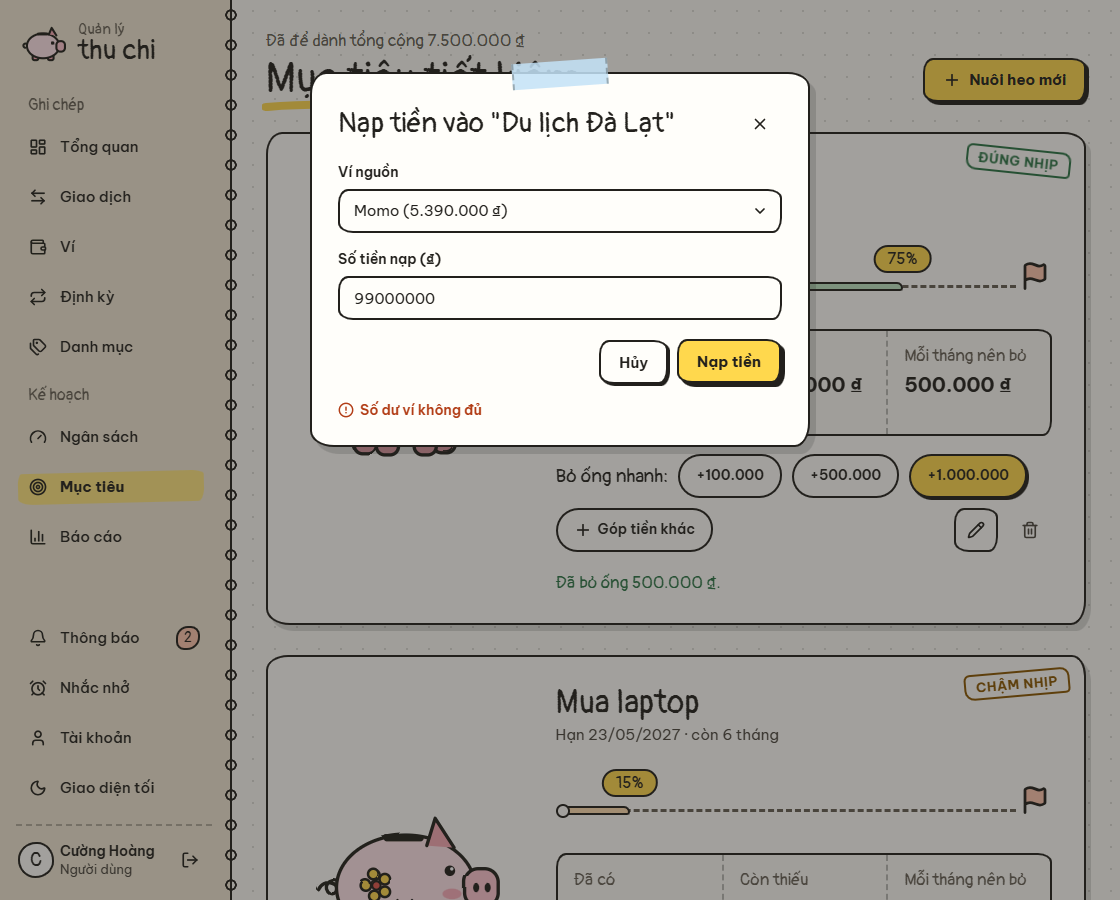 Quản lý
thu chi
Ghi chép
Tổng quan
Giao dịch
Ví
Định kỳ
Danh mục
Kế hoạch
Ngân sách
Mục tiêu
Báo cáo
Thông báo
2
Nhắc nhở
Tài khoản
Giao diện tối
C
Cường Hoàng
Người dùng
Đã để dành tổng cộng 7.500.000 ₫
Mục tiêu tiết kiệm
Nuôi heo mới
Nạp tiền vào "Du lịch Đà Lạt"
Ví nguồn
Momo (5.390.000 ₫)
Số tiền nạp (₫)
99000000
Hủy
Nạp tiền
Số dư ví không đủ
ĐÚNG NHỊP
75%
000 ₫
Mỗi tháng nên bỏ
500.000 ₫
Bỏ ống nhanh:
+100.000
+500.000
+1.000.000
Góp tiền khác
Đã bỏ ống 500.000 ₫.
CHẬM NHỊP
Mua laptop
Hạn 23/05/2027 · còn 6 tháng
15%
Đã có
Còn thiếu
Mỗi tháng nên bỏ